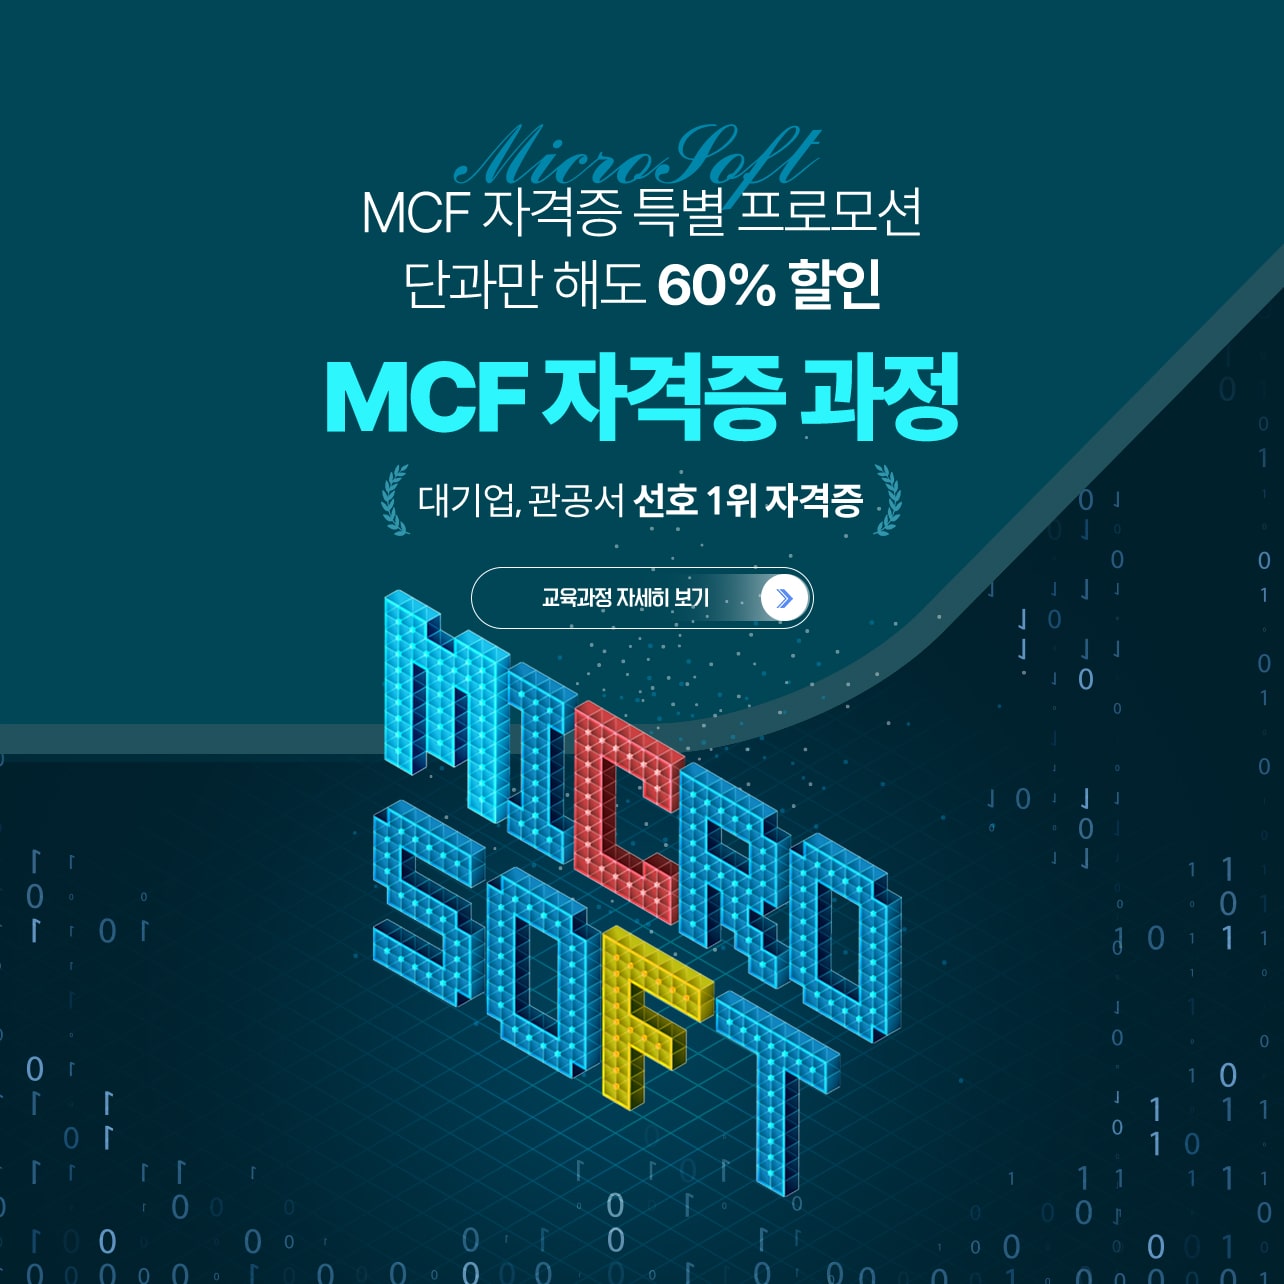 MicroSoft
MCF 자격증 특별 프로모션
단과만 해도 60% 할인
MCF 자격증 과정
대기업, 관공서 선호 1위 자격증
교육과정 자세히 보기
MICRO
SOFT